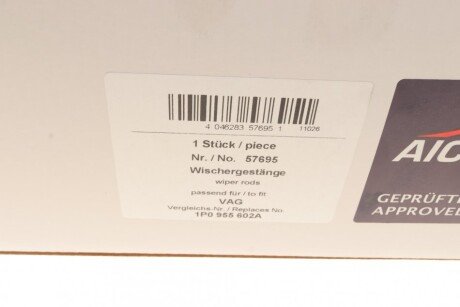 4 046283 57695 1 11026
1 Stück / piece
Nr. / No. 57695
Wischergestänge
wiper rods
passend für / to fit
VAG
Vergleichs-Nr. / Replaces No.
1P0 955 602A
AIC
GEPRÜFTE
APPROVED